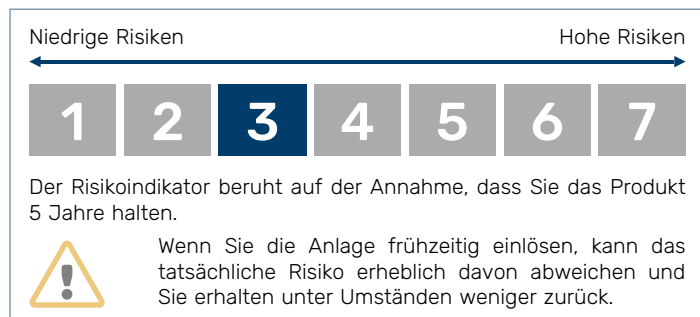 Niedrige Risiken Hohe Risiken
1 2 3 4 5 6 7
Der Risikoindikator beruht auf der Annahme, dass Sie das Produkt
5 Jahre halten.
Wenn Sie die Anlage frühzeitig einlösen, kann das
tatsächliche Risiko erheblich davon abweichen und
Sie erhalten unter Umständen weniger zurück.